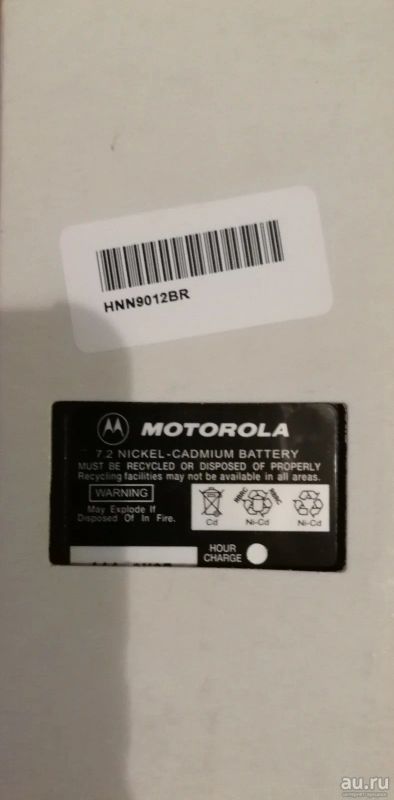 HNN9012BR
MOTOROLA
7.2 NICKEL-CADMIUM BATTERY
MUST BE RECYCLED OR DISPOSED OF PROPERLY
Recycling facilities may not be available in all areas.
WARNING
May Explode If
Disposed Of In Fire.
Cd
RBRC
Ni-Cd
Ni-Cd
HOUR
CHARGE
au.ru